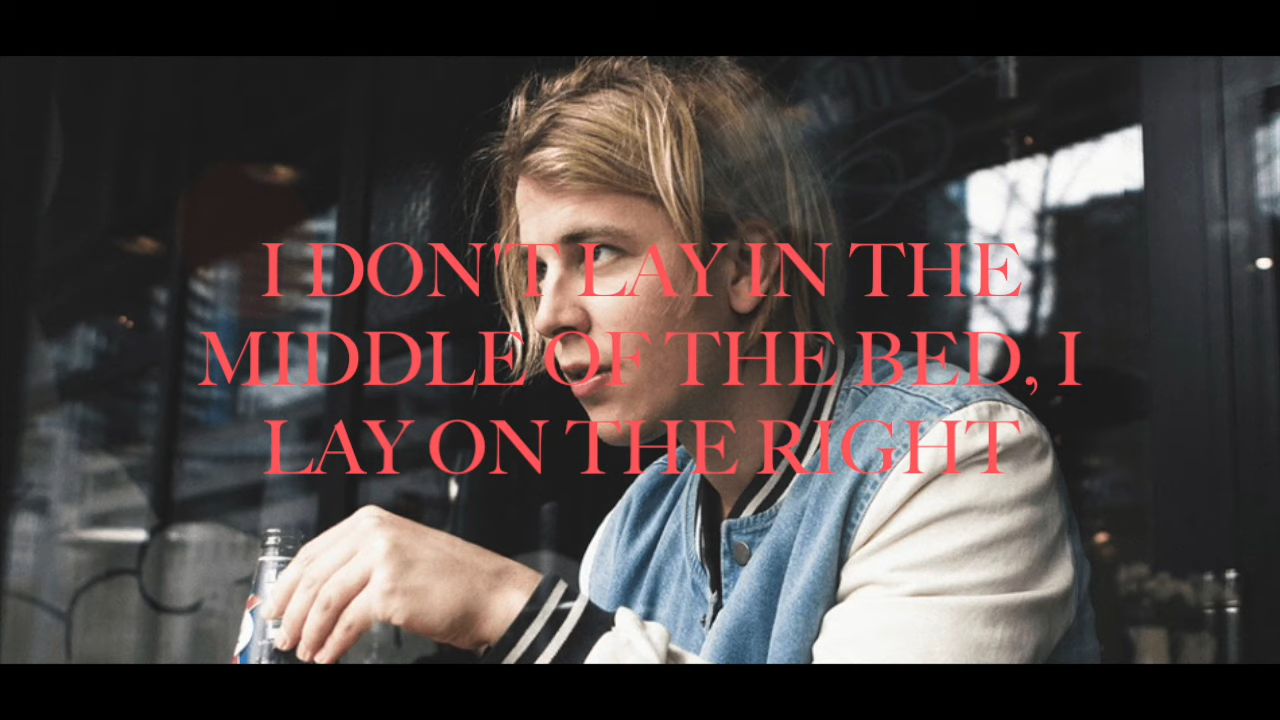 I DON'T LAY IN THE
MIDDLE OF THE BED, I
LAY ON THE RIGHT